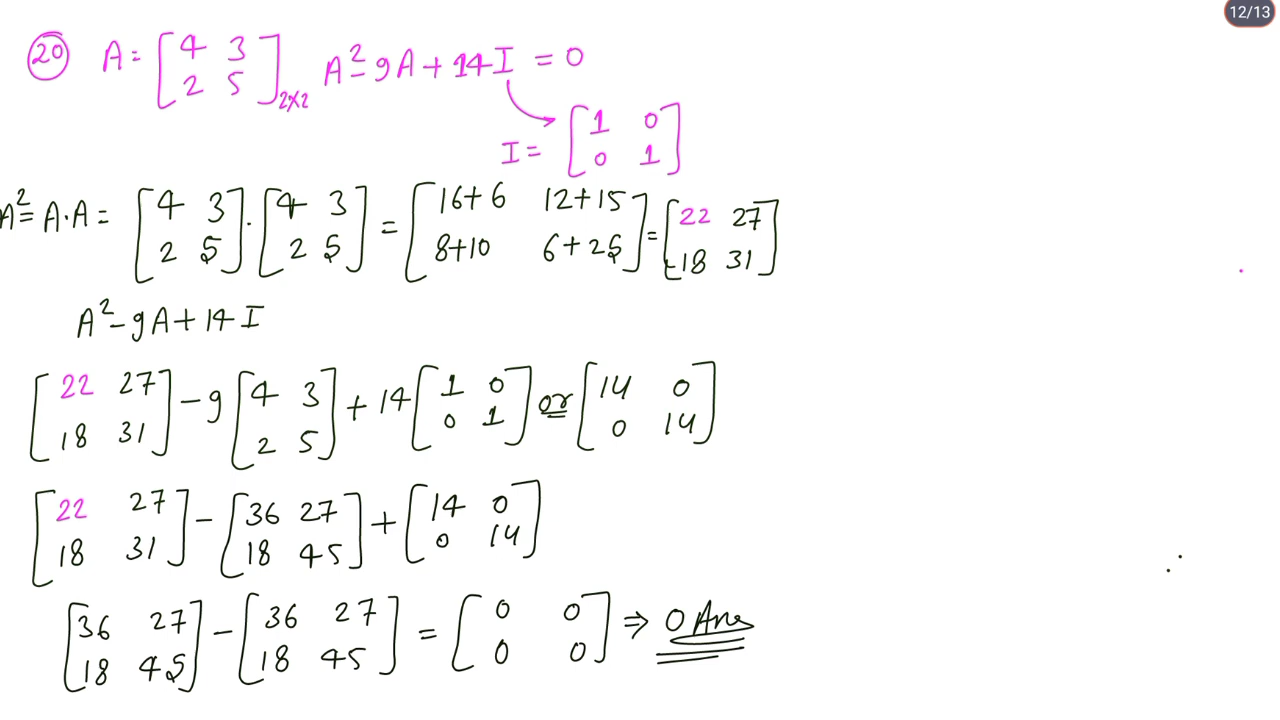 12/13
20 A = [4 3; 2 5]2×2 A² - 9A + 14I = 0
I = [1 0; 0 1]
A² = A·A = [4 3; 2 5] · [4 3; 2 5] = [16+6 12+15; 8+10 6+25] = [22 27; 18 31]
A² - 9A + 14I
[22 27; 18 31] - 9 [4 3; 2 5] + 14 [1 0; 0 1] or [14 0; 0 14]
[22 27; 18 31] - [36 27; 18 45] + [14 0; 0 14]
[36 27; 18 45] - [36 27; 18 45] = [0 0; 0 0] ⇒ 0 Ans